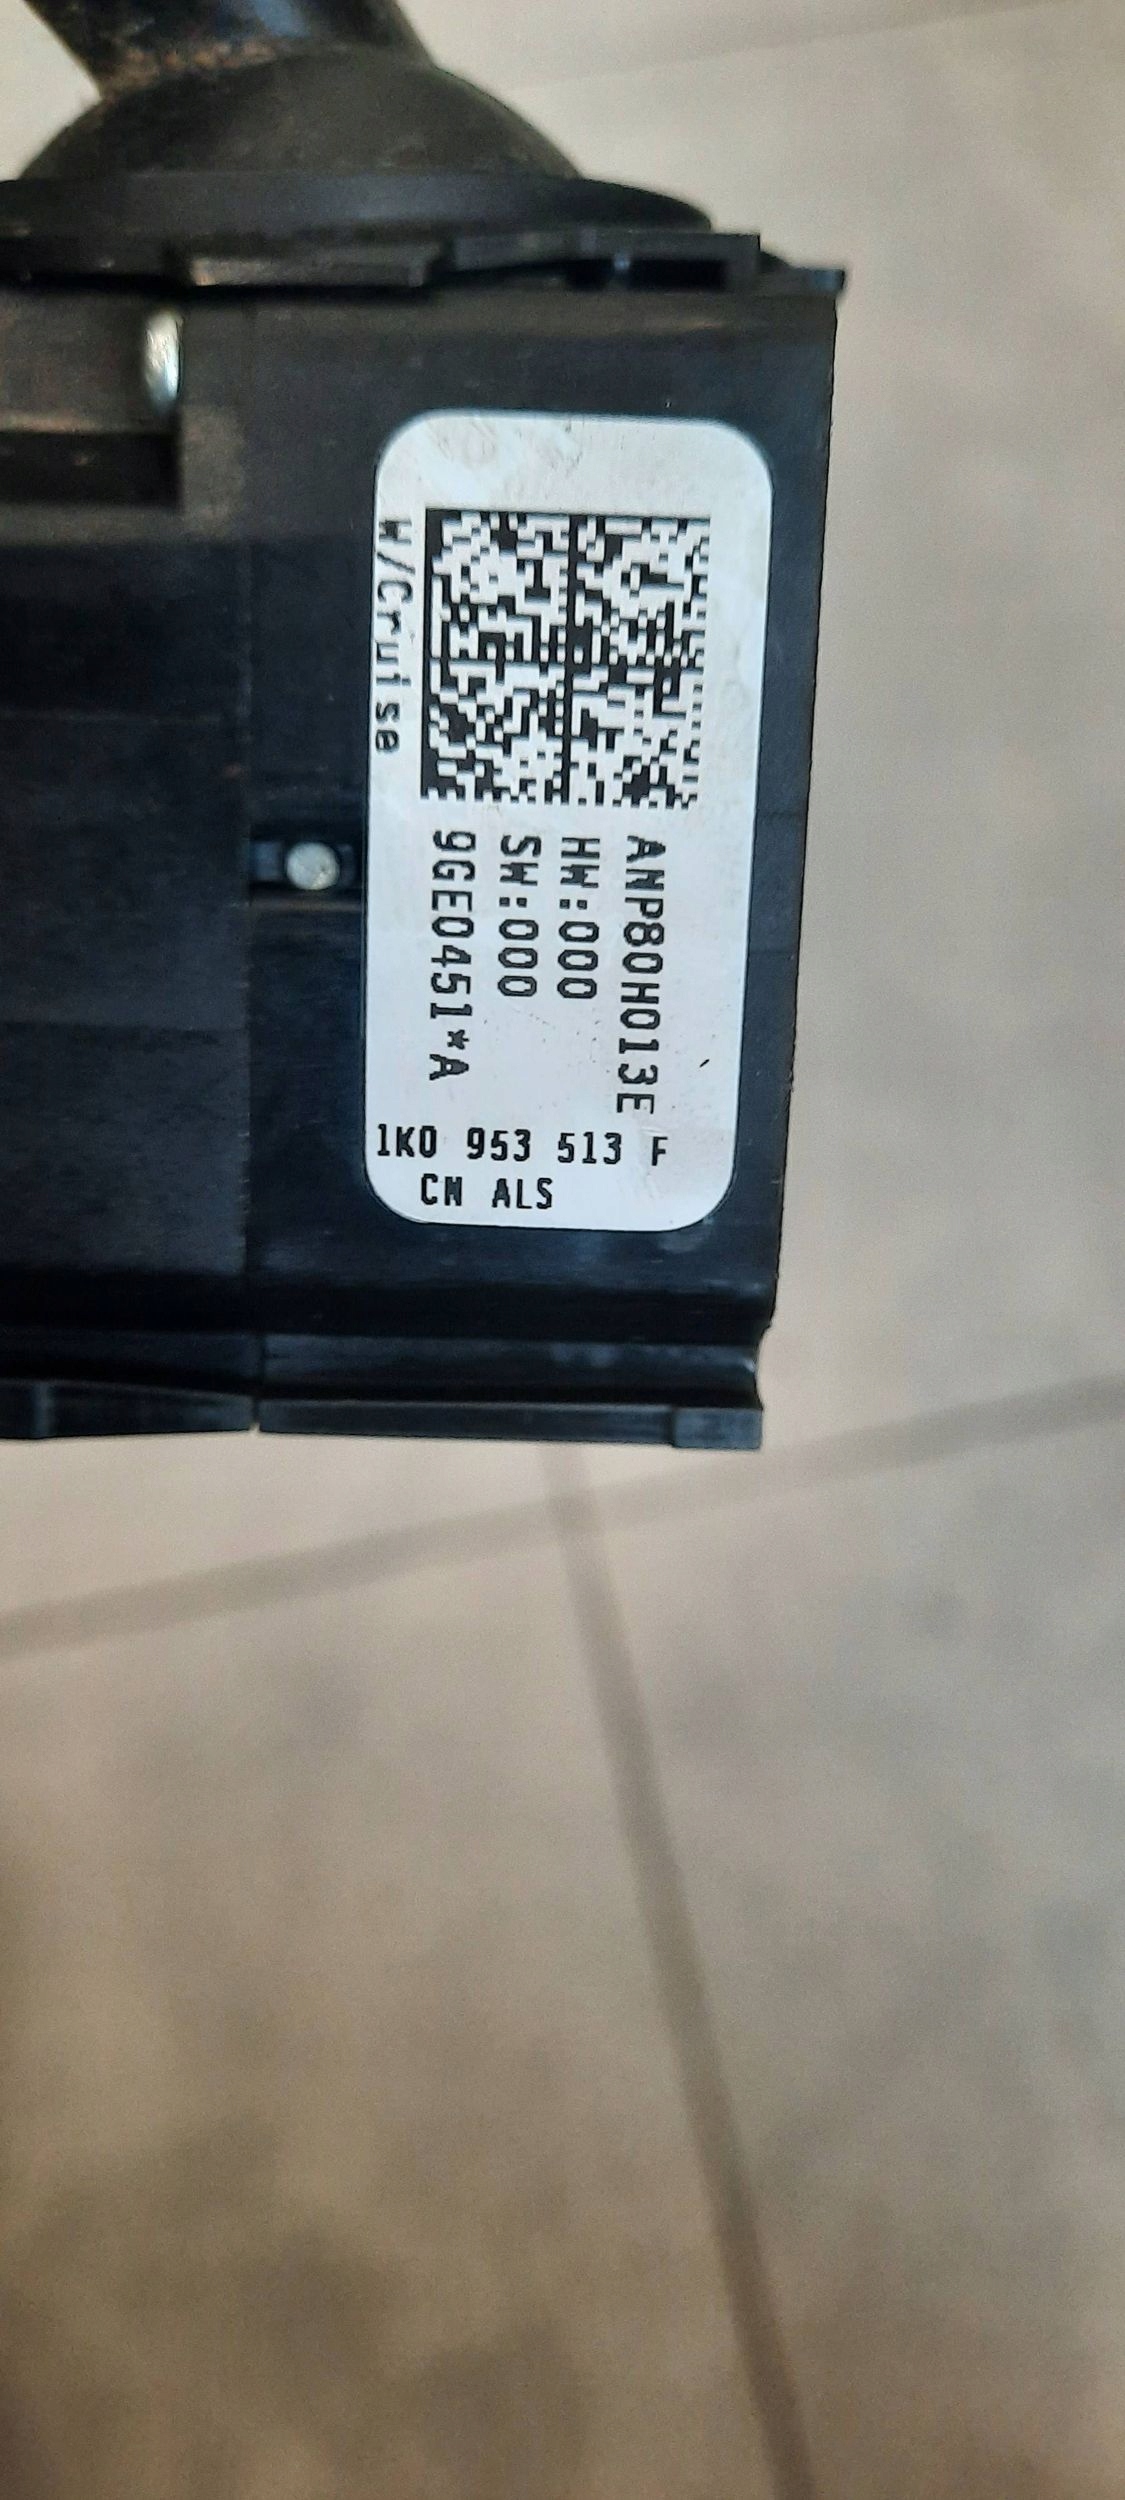 ANP80H013E
HW:000
SW:000
9GE0451*A
W/Cruise
1K0 953 513 F
CN ALS